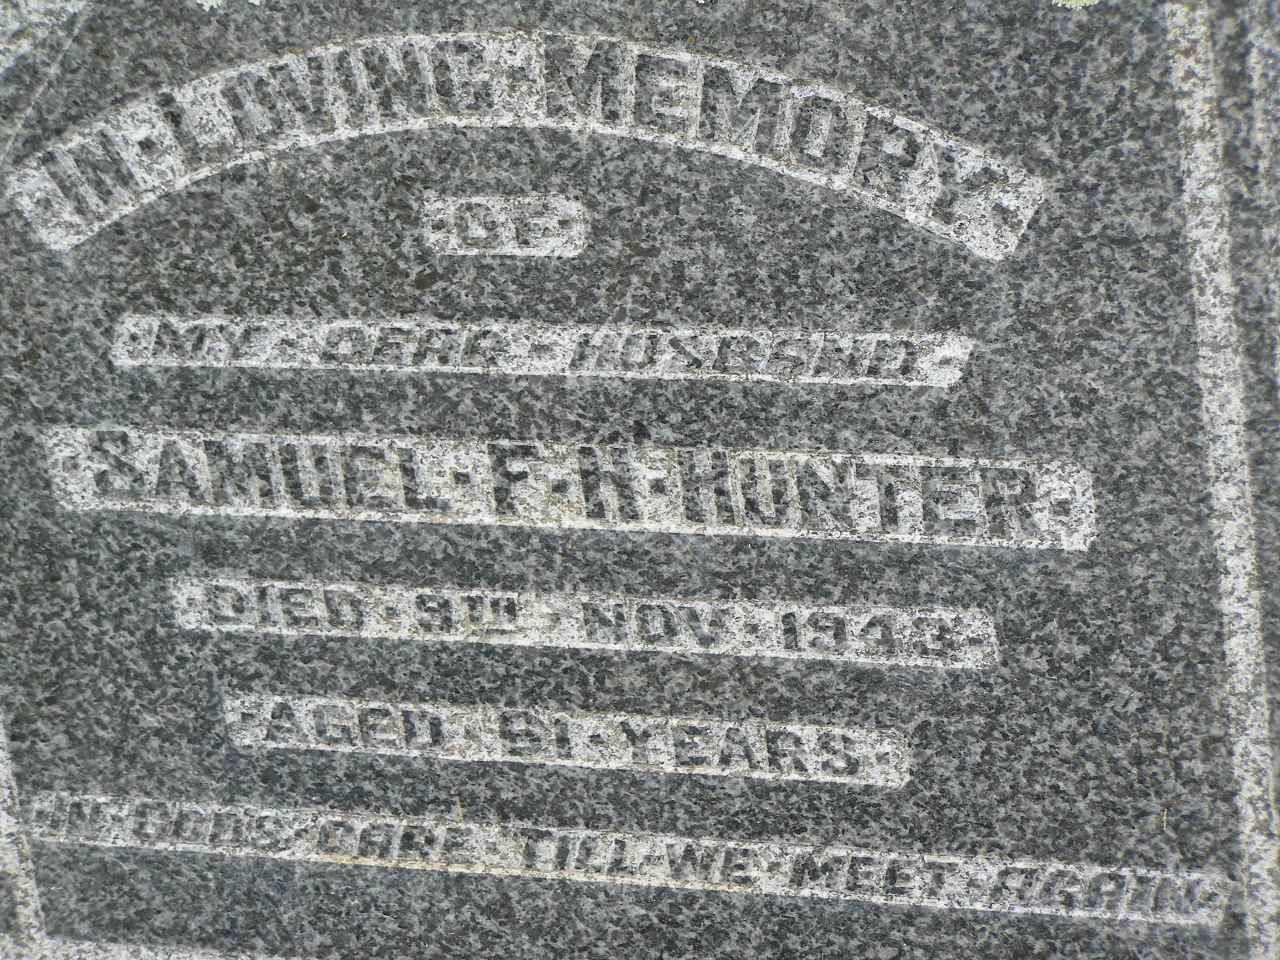 IN·LOVING·MEMORY
·OF·
·MY·DEAR·HUSBAND·
·SAMUEL·F·H·HUNTER·
·DIED·9TH·NOV·1943·
·AGED·51·YEARS·
IN·GODS·CARE·TILL·WE·MEET·AGAIN·